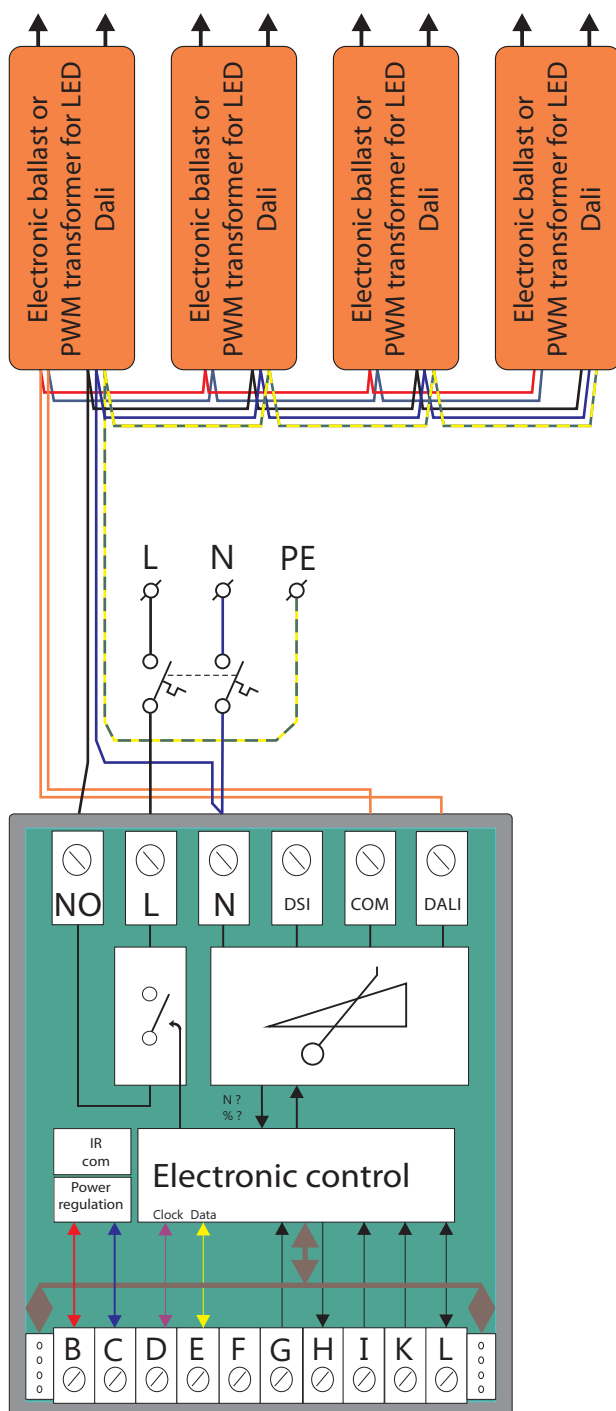 Electronic ballast or
PWM transformer for LED
Dali
Electronic ballast or
PWM transformer for LED
Dali
Electronic ballast or
PWM transformer for LED
Dali
Electronic ballast or
PWM transformer for LED
Dali
L N PE
NO L N DSI COM DALI
N ?
% ?
IR
com
Power
regulation
Electronic control
Clock Data
B C D E F G H I K L